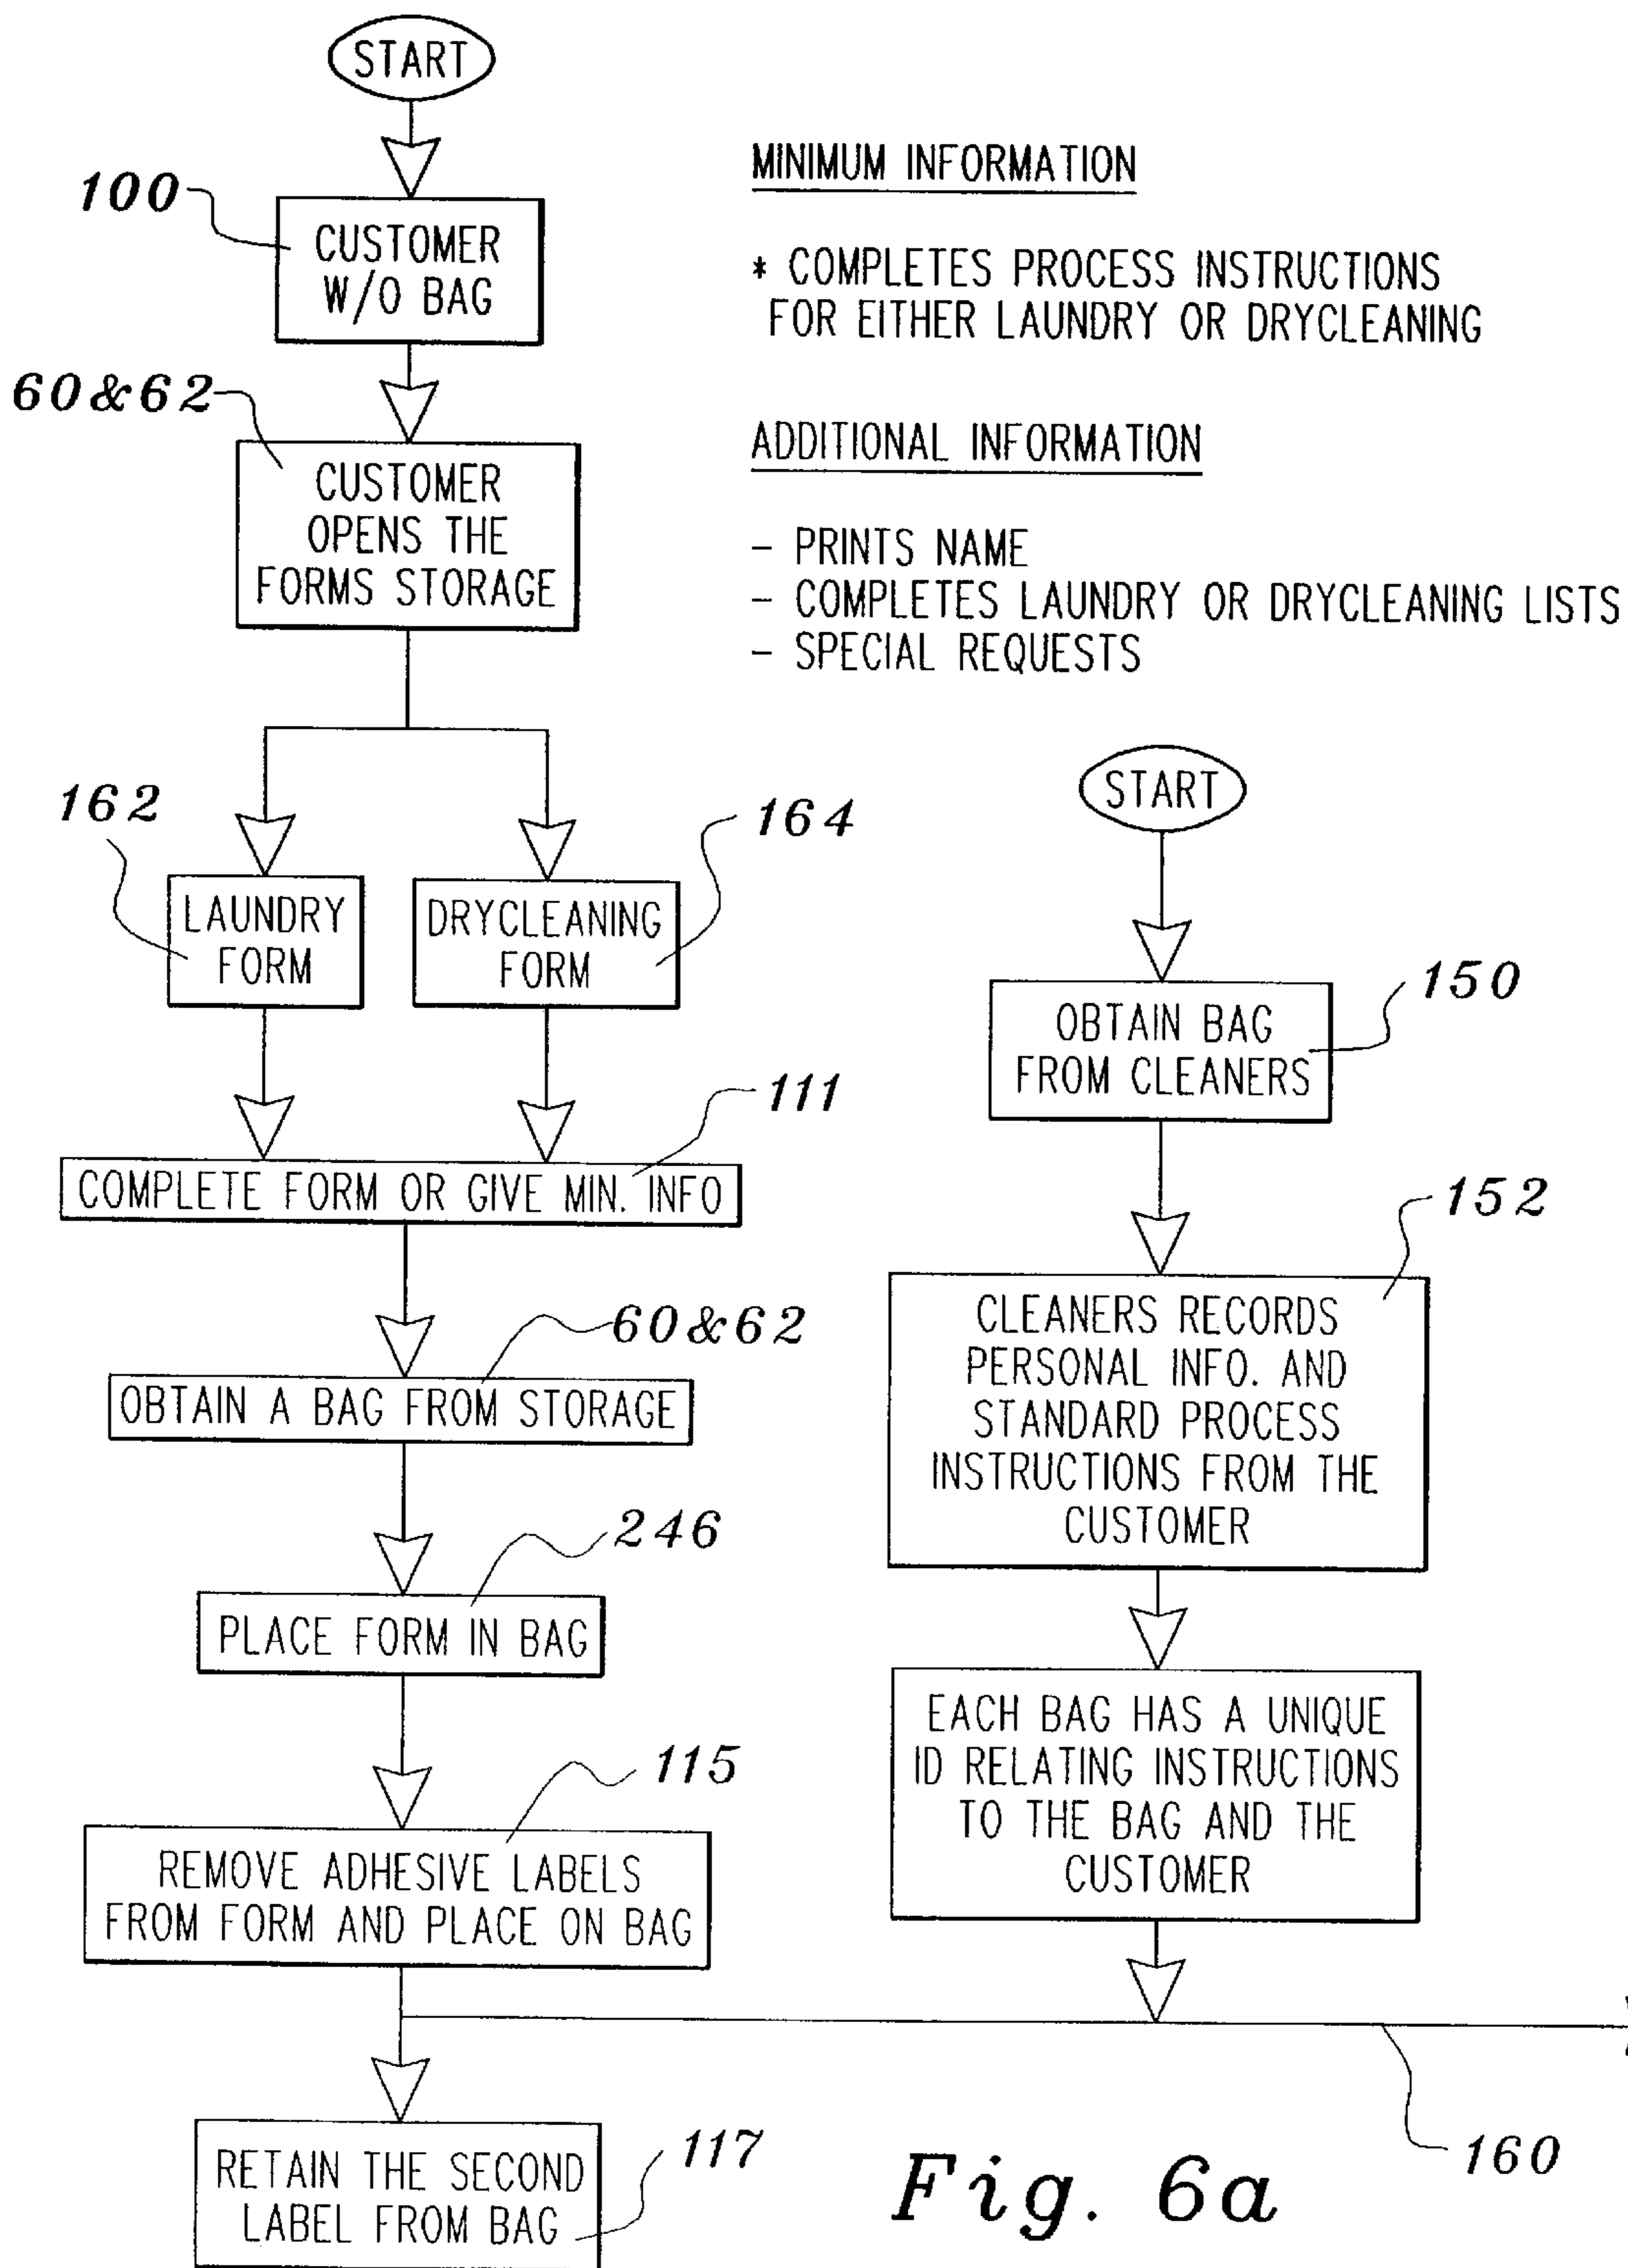 START
100
CUSTOMER
W/O BAG
60&62
CUSTOMER
OPENS THE
FORMS STORAGE
MINIMUM INFORMATION
* COMPLETES PROCESS INSTRUCTIONS
FOR EITHER LAUNDRY OR DRYCLEANING
ADDITIONAL INFORMATION
- PRINTS NAME
- COMPLETES LAUNDRY OR DRYCLEANING LISTS
- SPECIAL REQUESTS
162
LAUNDRY
FORM
164
DRYCLEANING
FORM
111
COMPLETE FORM OR GIVE MIN. INFO
60&62
OBTAIN A BAG FROM STORAGE
246
PLACE FORM IN BAG
115
REMOVE ADHESIVE LABELS
FROM FORM AND PLACE ON BAG
117
RETAIN THE SECOND
LABEL FROM BAG
START
150
OBTAIN BAG
FROM CLEANERS
152
CLEANERS RECORDS
PERSONAL INFO. AND
STANDARD PROCESS
INSTRUCTIONS FROM THE
CUSTOMER
EACH BAG HAS A UNIQUE
ID RELATING INSTRUCTIONS
TO THE BAG AND THE
CUSTOMER
160
Fig. 6a